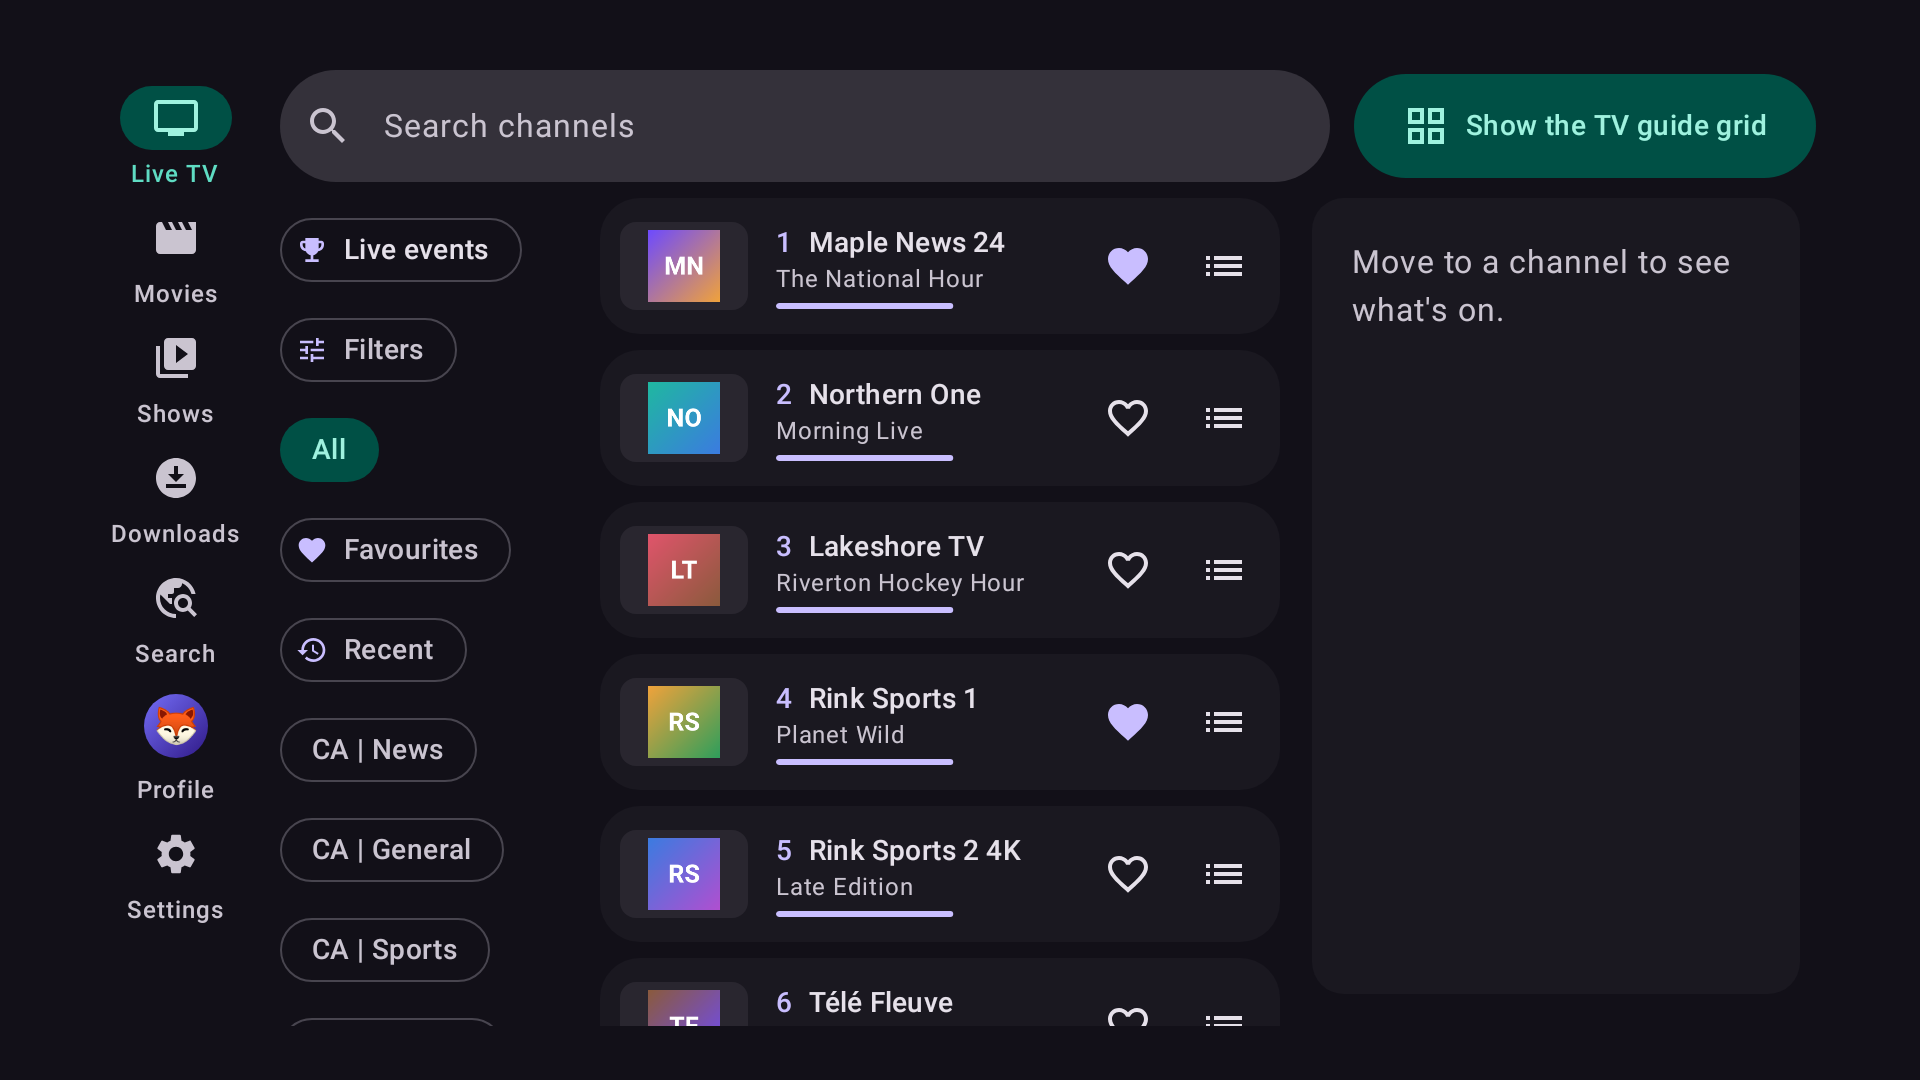 Live TV
Movies
Shows
Downloads
Search
Profile
Settings
Search channels
Show the TV guide grid
Live events
Filters
All
Favourites
Recent
CA | News
CA | General
CA | Sports
MN
1 Maple News 24
The National Hour
NO
2 Northern One
Morning Live
LT
3 Lakeshore TV
Riverton Hockey Hour
RS
4 Rink Sports 1
Planet Wild
RS
5 Rink Sports 2 4K
Late Edition
TF
6 Télé Fleuve
Move to a channel to see
what's on.